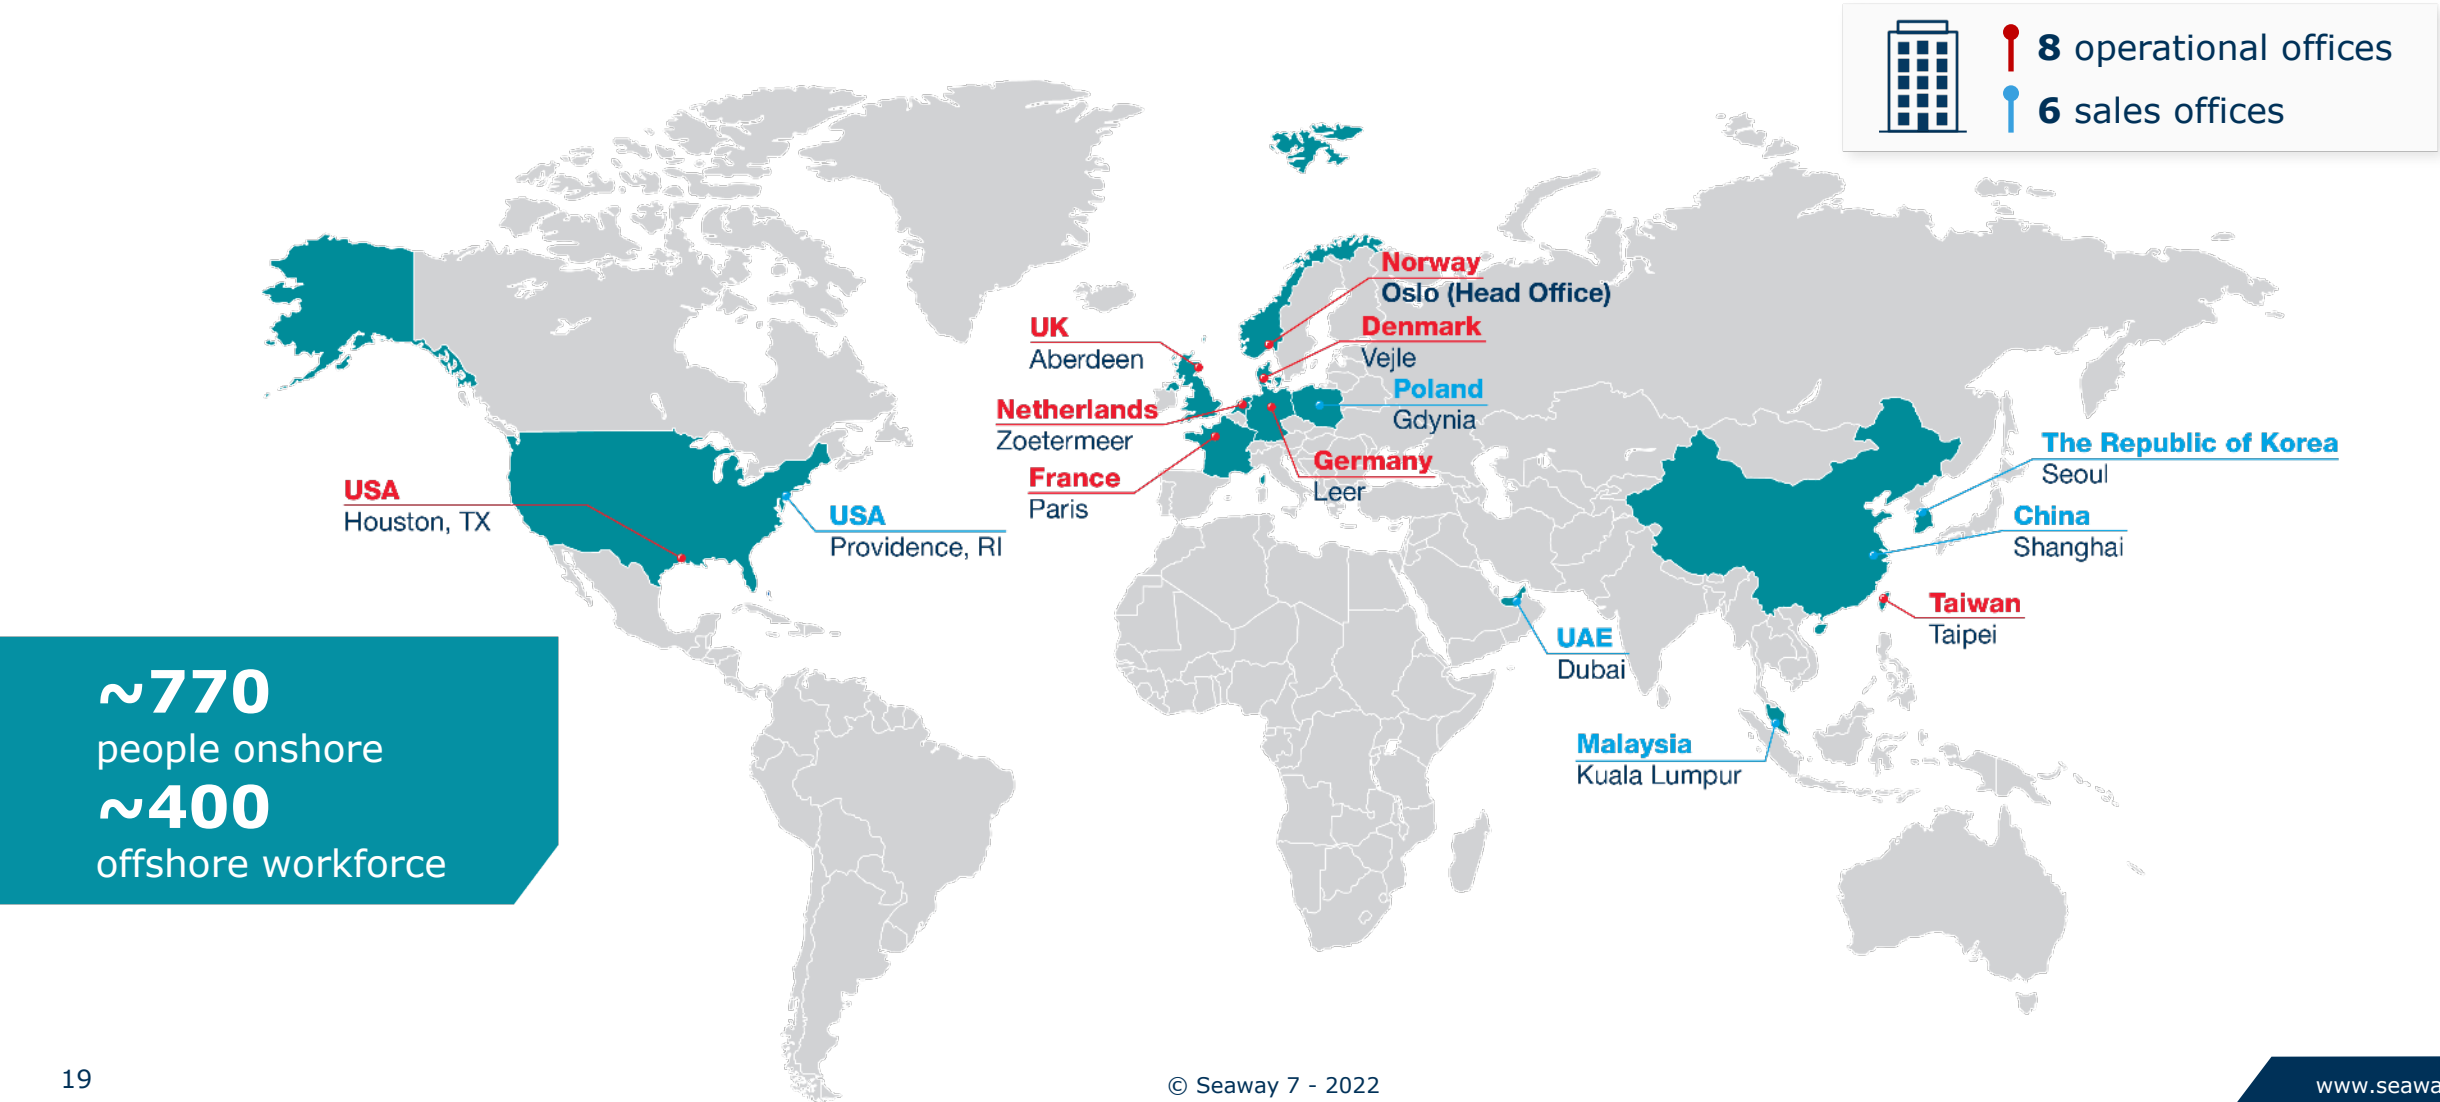 8 operational offices
6 sales offices
Norway
Oslo (Head Office)
UK
Aberdeen
Denmark
Vejle
Poland
Gdynia
Netherlands
Zoetermeer
Germany
Leer
France
Paris
The Republic of Korea
Seoul
USA
Houston, TX
USA
Providence, RI
China
Shanghai
Taiwan
Taipei
UAE
Dubai
Malaysia
Kuala Lumpur
~770
people onshore
~400
offshore workforce
19
© Seaway 7 - 2022
www.seawa